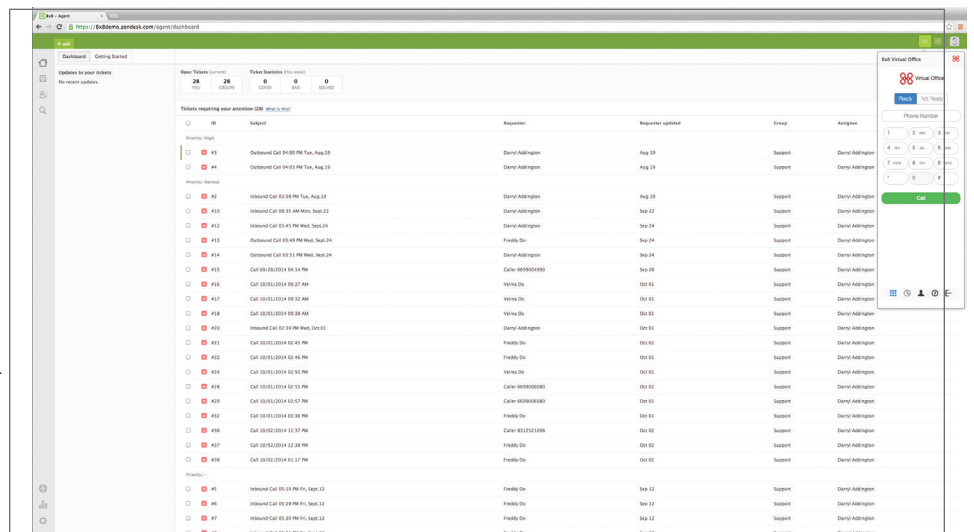 8x8 - Agent
https://8x8demo.zendesk.com/agent/dashboard
+ add
Dashboard Getting Started
Updates to your tickets
No recent updates.
Open Tickets (current) Ticket Statistics (this week)
28 28 0 0 0
YOU GROUPS GOOD BAD SOLVED
Tickets requiring your attention (28) What is this?
ID Subject Requester Requester updated Group Assignee
Priority: High
#3 Outbound Call 04:00 PM Tue, Aug.19 Darryl Addington Aug 19 Support Darryl Addington
#4 Outbound Call 04:03 PM Tue, Aug.19 Darryl Addington Aug 19 Support Darryl Addington
Priority: Normal
#2 Inbound Call 03:58 PM Tue, Aug.19 Darryl Addington Aug 19 Support Darryl Addington
#10 Inbound Call 09:35 AM Mon, Sept.22 Darryl Addington Sep 22 Support Darryl Addington
#12 Inbound Call 03:45 PM Wed, Sept.24 Darryl Addington Sep 24 Support Darryl Addington
#13 Outbound Call 03:49 PM Wed, Sept.24 Freddy Do Sep 24 Support Darryl Addington
#14 Outbound Call 03:51 PM Wed, Sept.24 Darryl Addington Sep 24 Support Darryl Addington
#15 Call 09/26/2014 04:14 PM Caller 6699004990 Sep 26 Support Darryl Addington
#16 Call 10/01/2014 09:27 AM Velma Do Oct 01 Support Darryl Addington
#17 Call 10/01/2014 09:32 AM Velma Do Oct 01 Support Darryl Addington
#18 Call 10/01/2014 09:38 AM Velma Do Oct 01 Support Darryl Addington
#20 Inbound Call 02:39 PM Wed, Oct.01 Darryl Addington Oct 01 Support Darryl Addington
#21 Call 10/01/2014 02:45 PM Freddy Do Oct 01 Support Darryl Addington
#22 Call 10/01/2014 02:46 PM Freddy Do Oct 01 Support Darryl Addington
#24 Call 10/01/2014 02:50 PM Velma Do Oct 01 Support Darryl Addington
#28 Call 10/01/2014 02:55 PM Caller 6699006080 Oct 01 Support Darryl Addington
#29 Call 10/01/2014 02:57 PM Caller 6699006080 Oct 01 Support Darryl Addington
#32 Call 10/01/2014 03:36 PM Freddy Do Oct 01 Support Darryl Addington
#36 Call 10/02/2014 12:37 PM Caller 8312521098 Oct 02 Support Darryl Addington
#37 Call 10/02/2014 12:38 PM Freddy Do Oct 02 Support Darryl Addington
#38 Call 10/02/2014 01:17 PM Freddy Do Oct 02 Support Darryl Addington
Priority: -
#5 Inbound Call 05:10 PM Fri, Sept.12 Freddy Do Sep 12 Support Darryl Addington
#6 Inbound Call 05:29 PM Fri, Sept.12 Freddy Do Sep 12 Support Darryl Addington
#7 Inbound Call 05:30 PM Fri, Sept.12 Freddy Do Sep 12 Support Darryl Addington
8x8 Virtual Office
Virtual Office
Ready Not Ready
Phone Number
1 2 ABC 3
4 5 6
7 8 9
* 0 #
Call